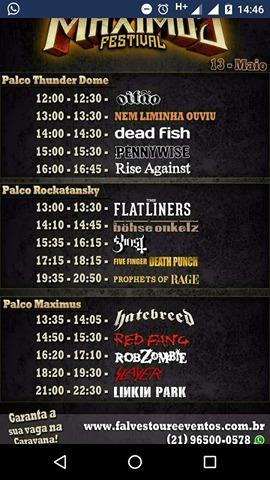 H+ 14:46
MAXIMUS
FESTIVAL
13 - Maio
Palco Thunder Dome
12:00 - 12:30 - oitão
13:00 - 13:30 - NEM LIMINHA OUVIU
14:00 - 14:30 - dead fish
15:00 - 15:35 - PENNYWISE
16:00 - 16:45 - Rise Against
Palco Rockatansky
13:00 - 13:30 - THE FLATLINERS
14:10 - 14:45 - böhse onkelz
15:35 - 16:15 - Ghost
17:15 - 18:15 - FIVE FINGER DEATH PUNCH
19:35 - 20:50 - PROPHETS OF RAGE
Palco Maximus
13:35 - 14:05 - Hatebreed
14:50 - 15:30 - RED FANG
16:20 - 17:10 - ROB ZOMBIE
18:20 - 19:30 - SLAYER
21:00 - 22:30 - LINKIN PARK
Garanta a
sua vaga na
Caravana!
www.falvestoureeventos.com.br
(21) 96500-0578